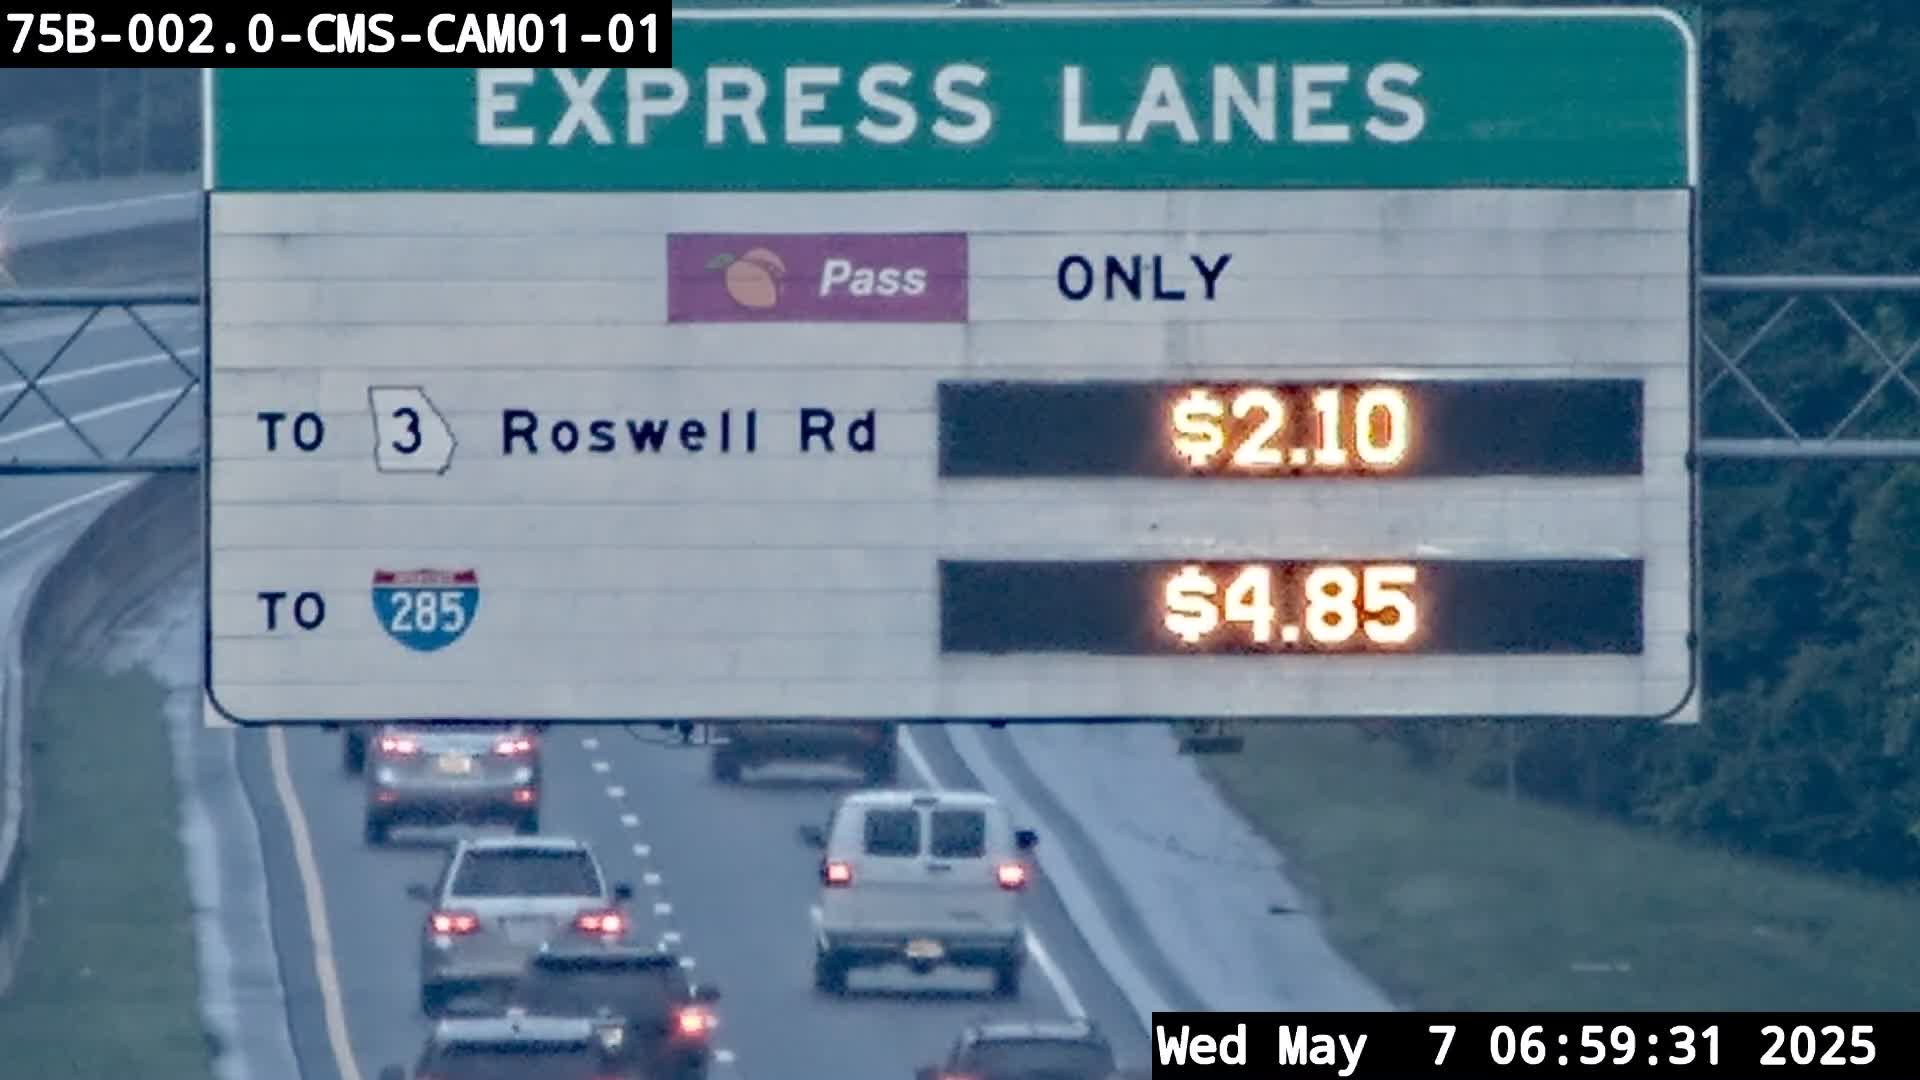 75B-002.0-CMS-CAM01-01
EXPRESS LANES
Pass ONLY
TO 3 Roswell Rd $2.10
TO 285 $4.85
Wed May 7 06:59:31 2025